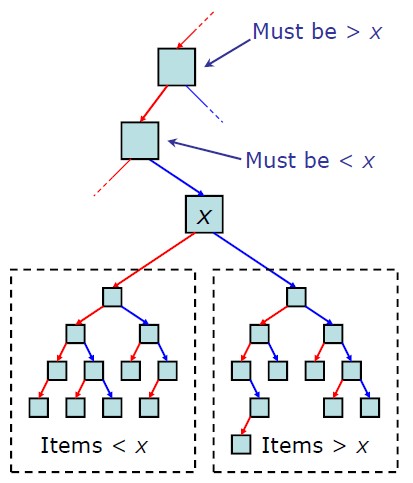 Must be > x
Must be < x
x
Items < x
Items > x